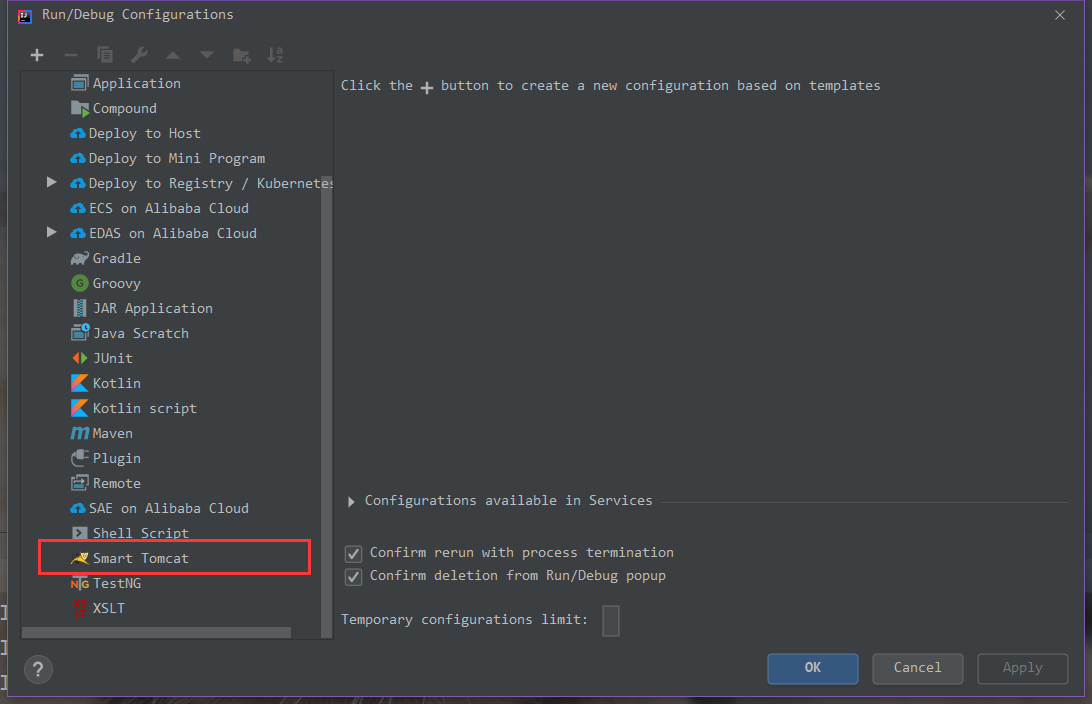 Run/Debug Configurations
Application
Compound
Deploy to Host
Deploy to Mini Program
Deploy to Registry / Kubernetes
ECS on Alibaba Cloud
EDAS on Alibaba Cloud
Gradle
Groovy
JAR Application
Java Scratch
JUnit
Kotlin
Kotlin script
Maven
Plugin
Remote
SAE on Alibaba Cloud
Shell Script
Smart Tomcat
TestNG
XSLT
Click the + button to create a new configuration based on templates
Configurations available in Services
Confirm rerun with process termination
Confirm deletion from Run/Debug popup
Temporary configurations limit:
?
OK
Cancel
Apply